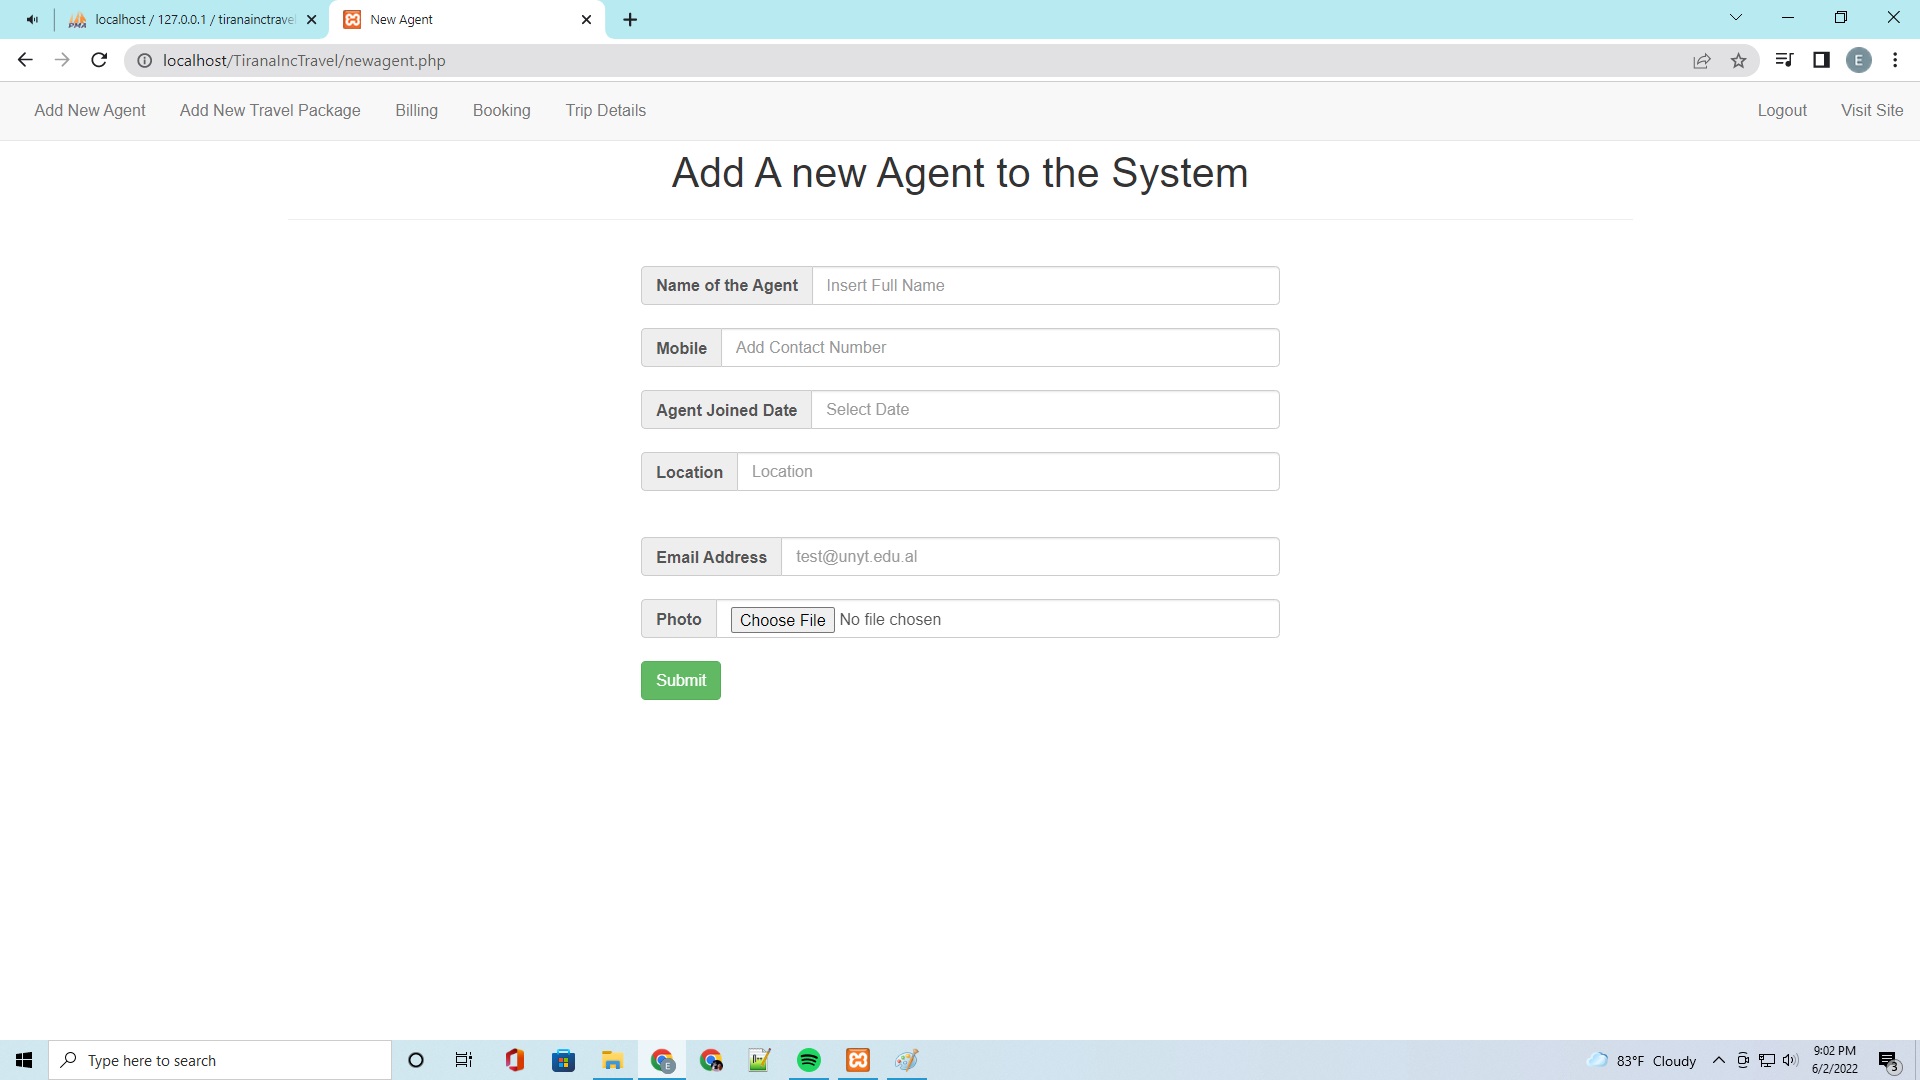 localhost / 127.0.0.1 / tiranainctravel
New Agent
localhost/TiranaIncTravel/newagent.php
E
Add New Agent
Add New Travel Package
Billing
Booking
Trip Details
Logout
Visit Site
Add A new Agent to the System
Name of the Agent
Insert Full Name
Mobile
Add Contact Number
Agent Joined Date
Select Date
Location
Location
Email Address
test@unyt.edu.al
Photo
Choose File
No file chosen
Submit
Type here to search
83°F Cloudy
9:02 PM
6/2/2022
3